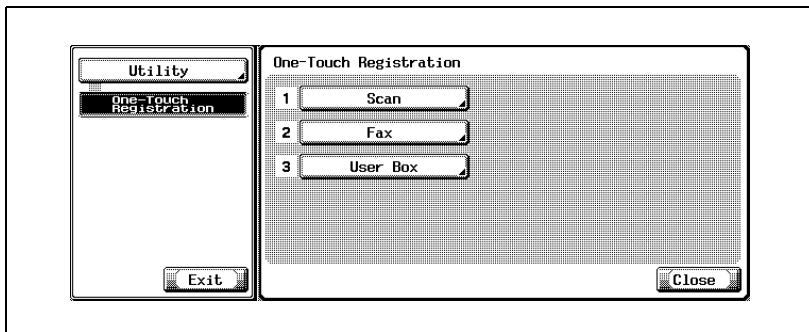 Utility
One-Touch
Registration
Exit
One-Touch Registration
1 Scan
2 Fax
3 User Box
Close